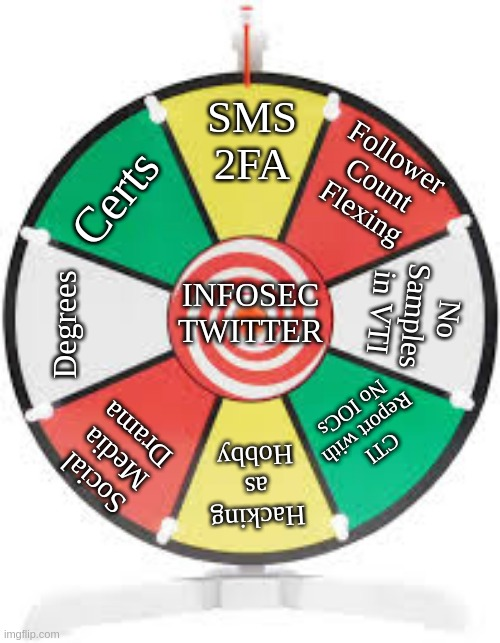 SMS
2FA
Follower
Count
Flexing
No
Samples
in VTI
CTI
Report with
No IOCs
Hacking
as
Hobby
Social
Media
Drama
Degrees
Certs
INFOSEC
TWITTER
imgflip.com